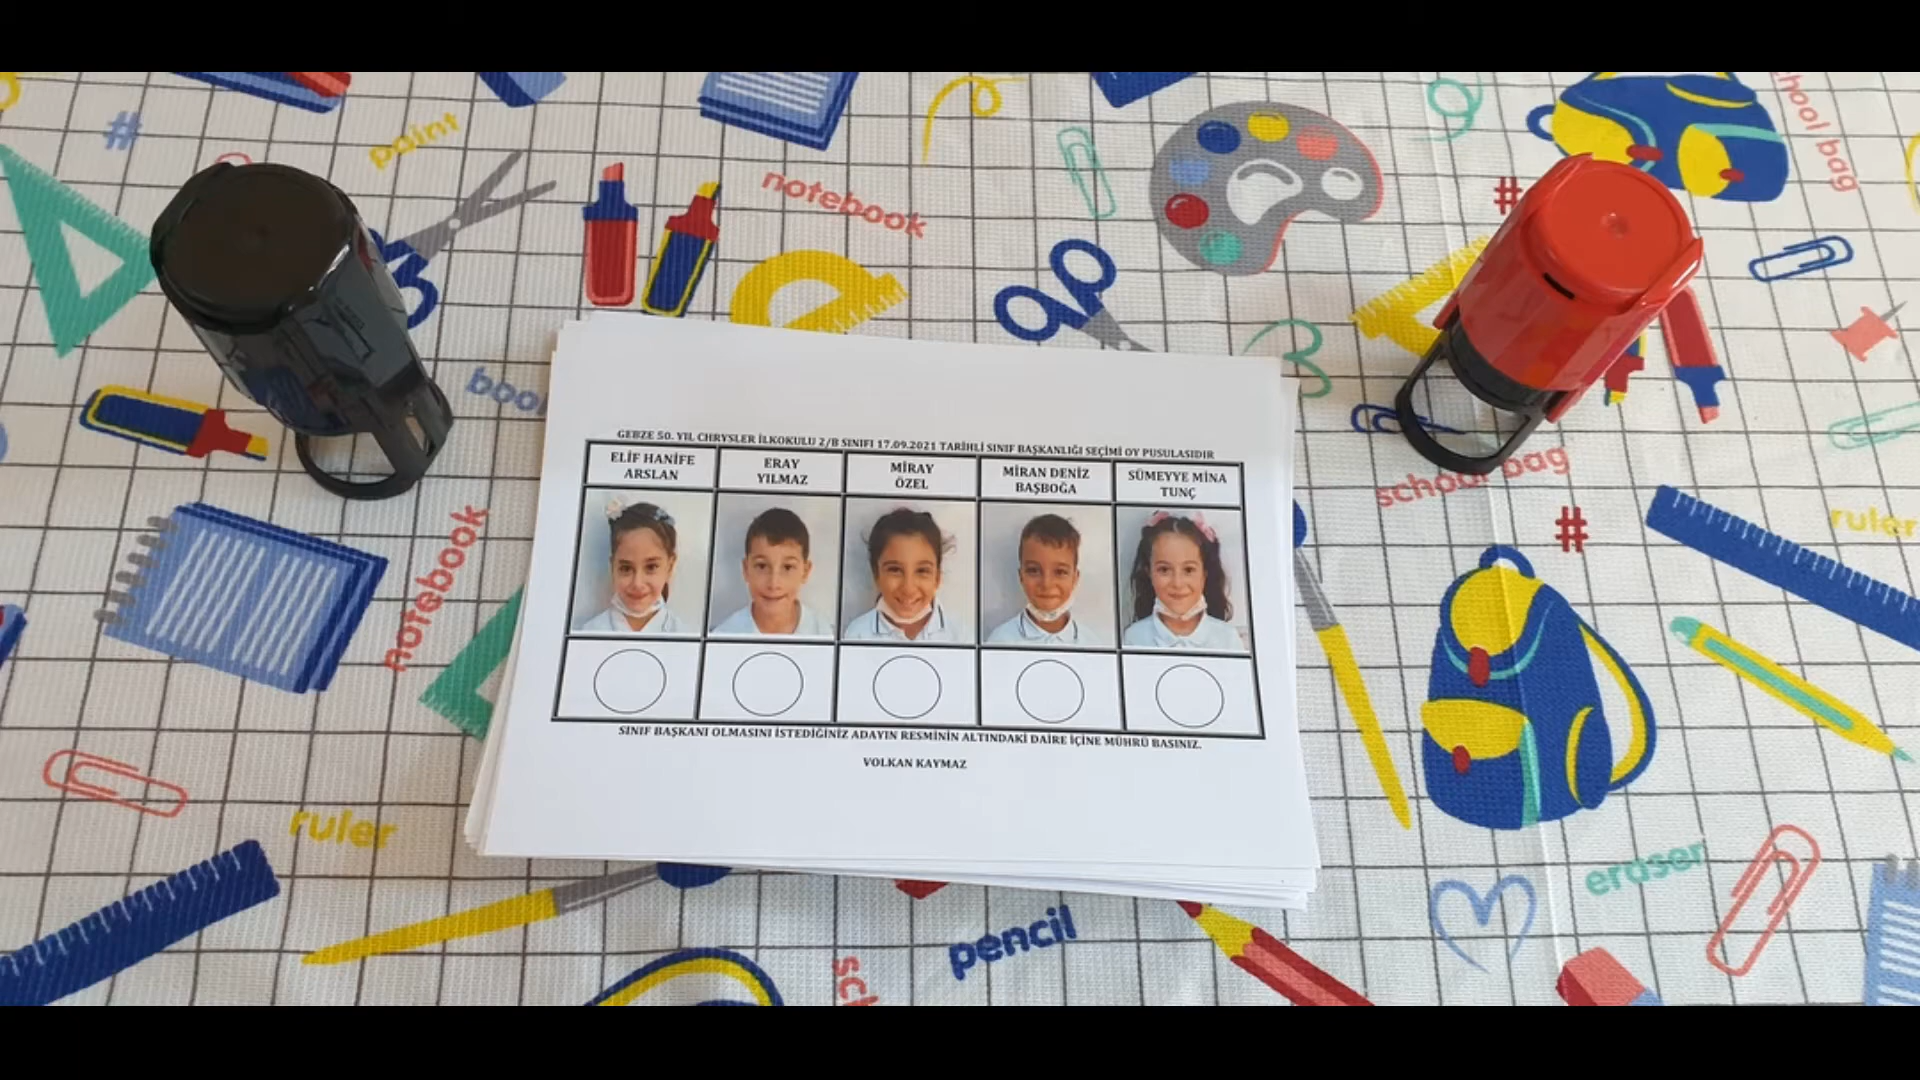 paint
notebook
school bag
book
GEBZE 50. YIL CHRYSLER İLKOKULU 2/B SINIFI 17.09.2021 TARİHLİ SINIF BAŞKANLIĞI SEÇİMİ OY PUSULASIDIR
ELİF HANİFE
ARSLAN
ERAY
YILMAZ
MİRAY
ÖZEL
MİRAN DENİZ
BAŞBOĞA
SÜMEYYE MİNA
TUNÇ
SINIF BAŞKANI OLMASINI İSTEDİĞİNİZ ADAYIN RESMİNİN ALTINDAKİ DAİRE İÇİNE MÜHRÜ BASINIZ.
VOLKAN KAYMAZ
school bag
ruler
notebook
ruler
eraser
pencil
sch